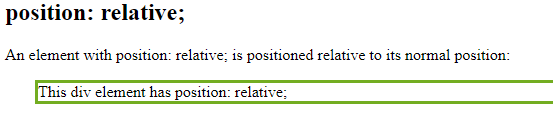 position: relative;
An element with position: relative; is positioned relative to its normal position:
This div element has position: relative;